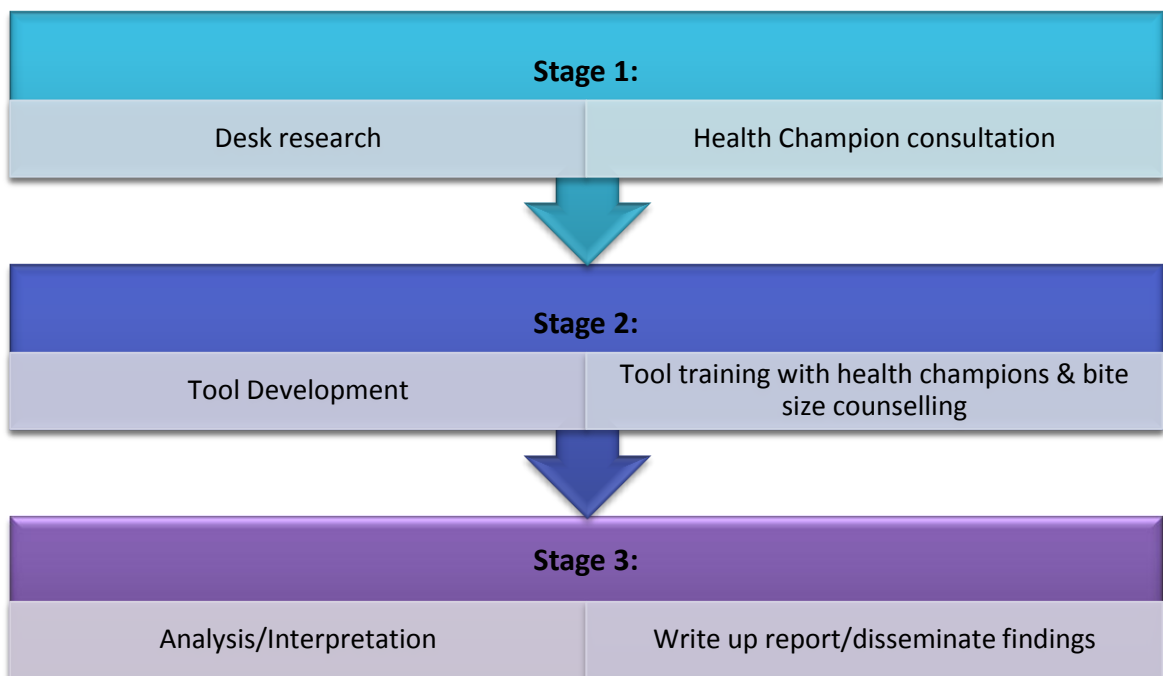 Stage 1:
Desk research
Health Champion consultation
Stage 2:
Tool Development
Tool training with health champions & bite
size counselling
Stage 3:
Analysis/Interpretation
Write up report/disseminate findings